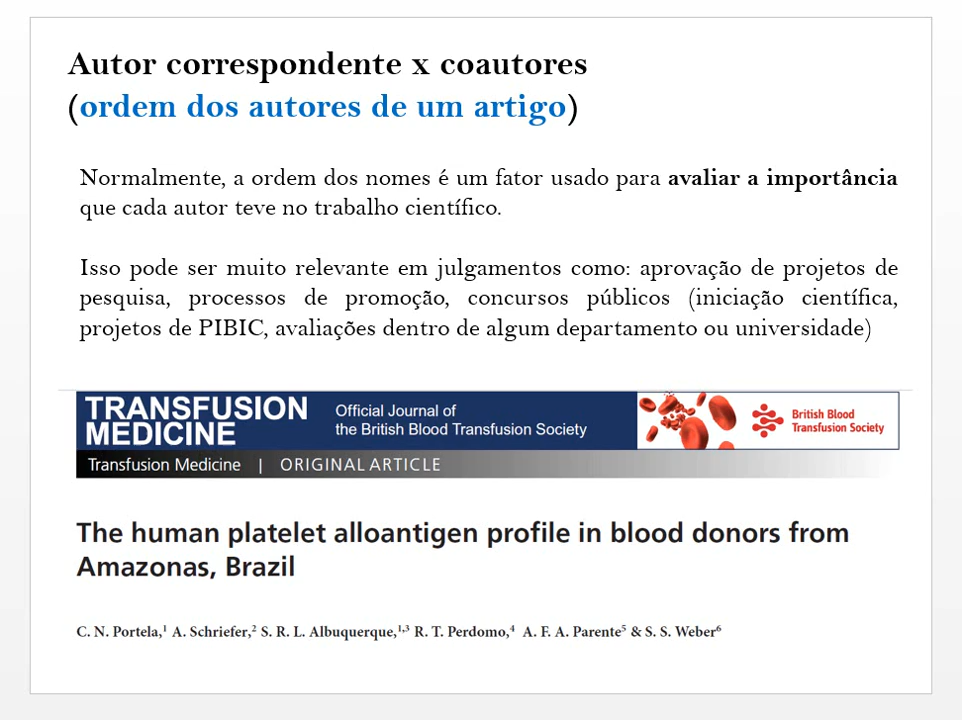 Autor correspondente x coautores
(ordem dos autores de um artigo)
Normalmente, a ordem dos nomes é um fator usado para avaliar a importância
que cada autor teve no trabalho científico.
Isso pode ser muito relevante em julgamentos como: aprovação de projetos de
pesquisa, processos de promoção, concursos públicos (iniciação científica,
projetos de PIBIC, avaliações dentro de algum departamento ou universidade)
TRANSFUSION
MEDICINE
Official Journal of
the British Blood Transfusion Society
British Blood
Transfusion Society
Transfusion Medicine | ORIGINAL ARTICLE
The human platelet alloantigen profile in blood donors from
Amazonas, Brazil
C. N. Portela,¹ A. Schriefer,² S. R. L. Albuquerque,¹,³ R. T. Perdomo,⁴ A. F. A. Parente⁵ & S. S. Weber⁶